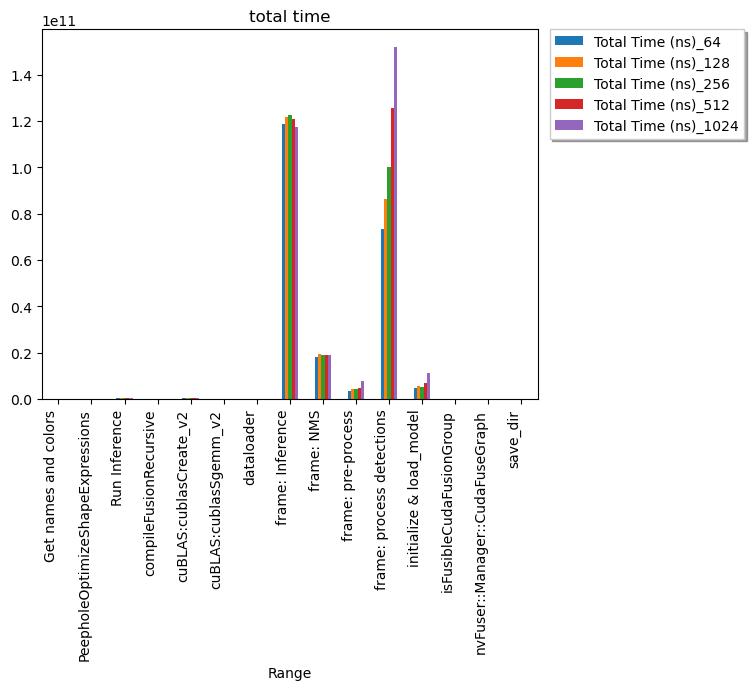 total time
1e11
Total Time (ns)_64
Total Time (ns)_128
Total Time (ns)_256
Total Time (ns)_512
Total Time (ns)_1024
1.4
1.2
1.0
0.8
0.6
0.4
0.2
0.0
Get names and colors
PeepholeOptimizeShapeExpressions
Run Inference
compileFusionRecursive
cuBLAS:cublasCreate_v2
cuBLAS:cublasSgemm_v2
dataloader
frame: Inference
frame: NMS
frame: pre-process
frame: process detections
initialize & load_model
isFusibleCudaFusionGroup
nvFuser::Manager::CudaFuseGraph
save_dir
Range